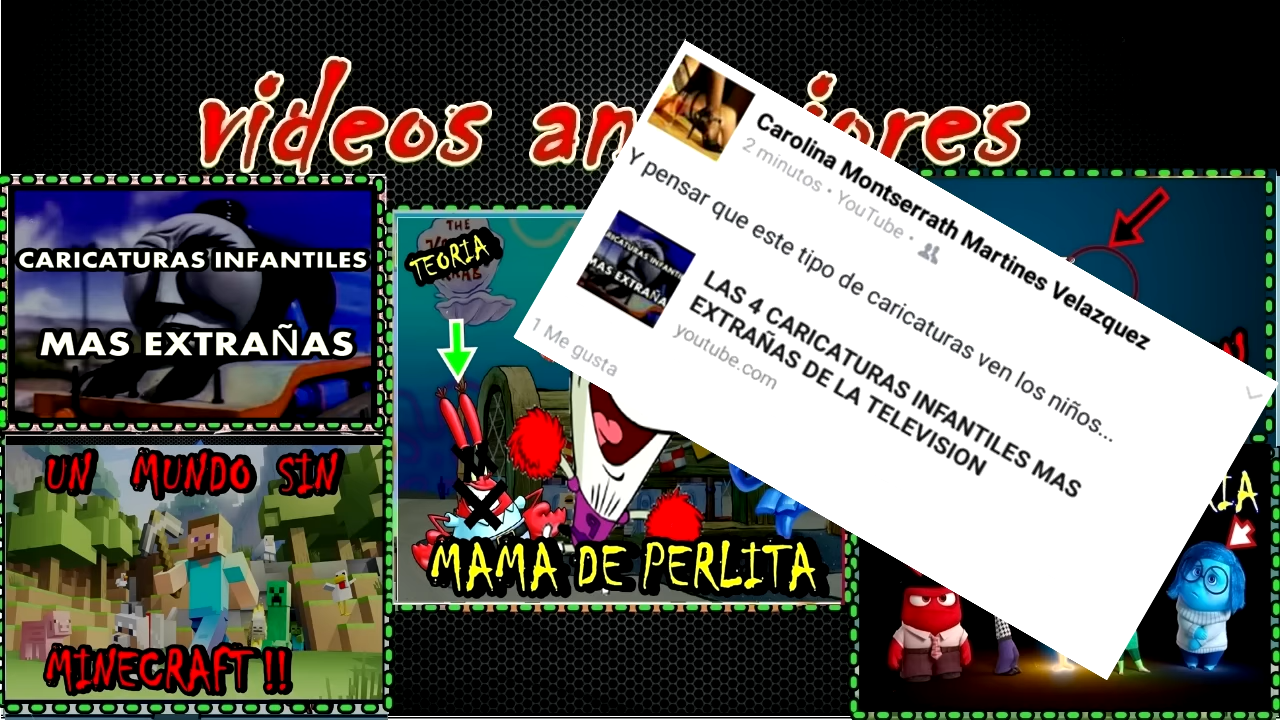 videos an
iores
CARICATURAS INFANTILES
MAS EXTRAÑAS
UN MUNDO SIN
MINECRAFT !!
THE
TEORIA
MAMA DE PERLITA
Carolina Montserrath Martines Velazquez
2 minutos • YouTube •
Y pensar que este tipo de caricaturas ven los niños...
LAS 4 CARICATURAS INFANTILES MAS
EXTRAÑAS DE LA TELEVISION
youtube.com
1 Me gusta
IA